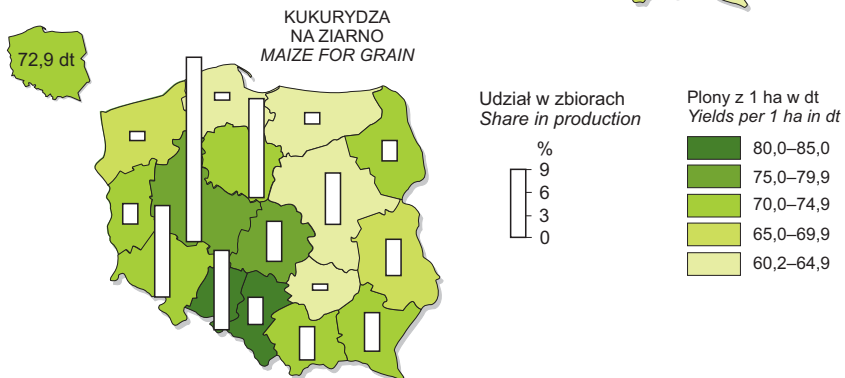 KUKURYDZA
NA ZIARNO
MAIZE FOR GRAIN
72,9 dt
Udział w zbiorach
Share in production
%
9
6
3
0
Plony z 1 ha w dt
Yields per 1 ha in dt
80,0–85,0
75,0–79,9
70,0–74,9
65,0–69,9
60,2–64,9